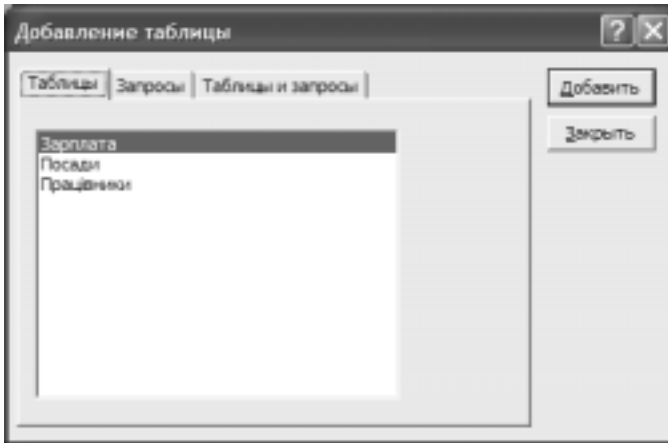 Добавление таблицы
Таблицы Запросы Таблицы и запросы
Добавить
Закрыть
Зарплата
Посади
Працівники